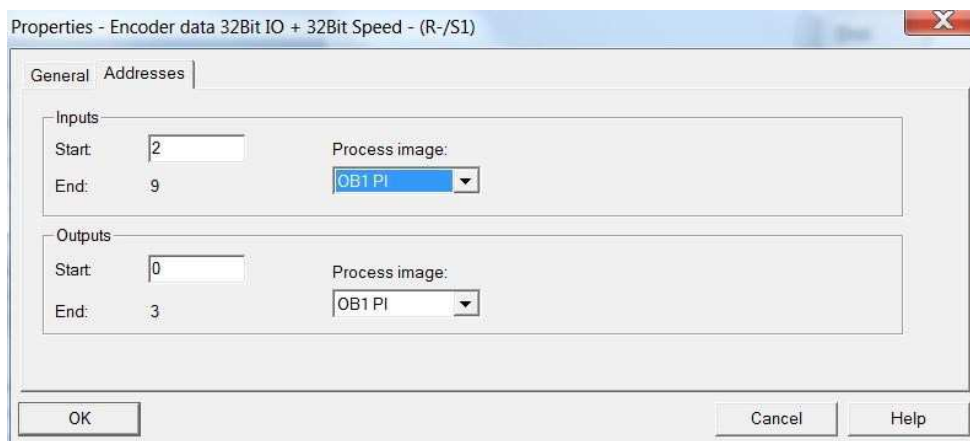 Properties - Encoder data 32Bit IO + 32Bit Speed - (R-/S1)
General Addresses
Inputs
Start: 2 Process image:
End: 9 OB1 PI
Outputs
Start: 0 Process image:
End: 3 OB1 PI
OK Cancel Help